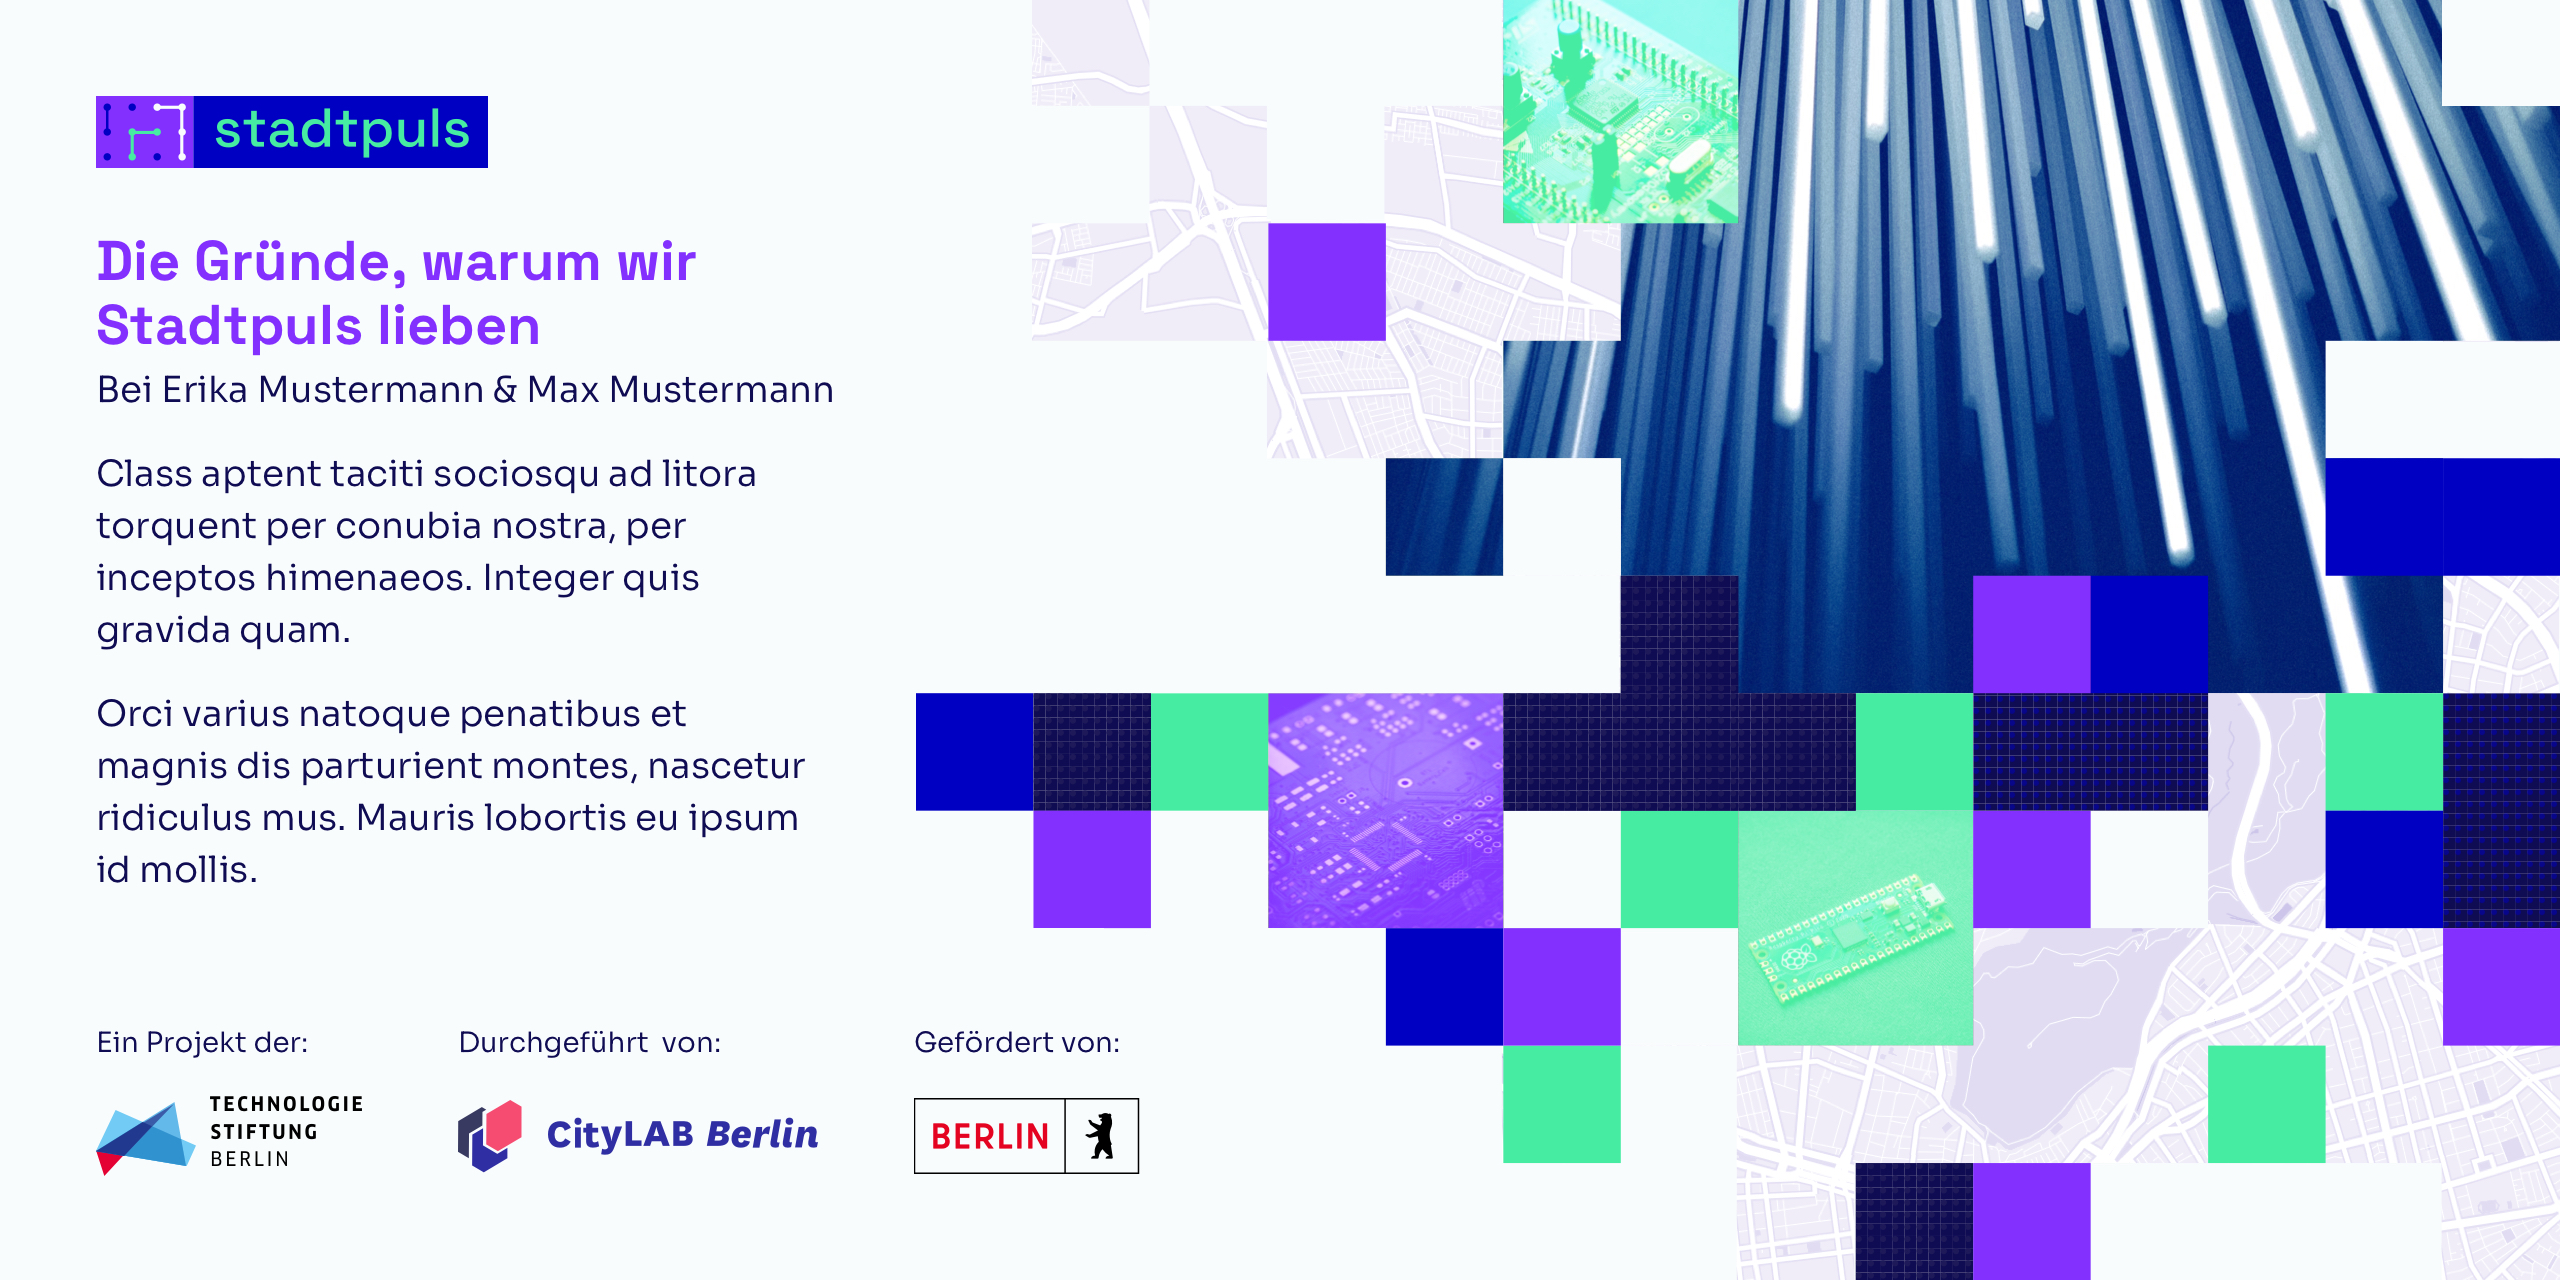 stadtpuls
Die Gründe, warum wir
Stadtpuls lieben
Bei Erika Mustermann & Max Mustermann
Class aptent taciti sociosqu ad litora
torquent per conubia nostra, per
inceptos himenaeos. Integer quis
gravida quam.
Orci varius natoque penatibus et
magnis dis parturient montes, nascetur
ridiculus mus. Mauris lobortis eu ipsum
id mollis.
Ein Projekt der:
TECHNOLOGIE
STIFTUNG
BERLIN
Durchgeführt von:
CityLAB Berlin
Gefördert von:
BERLIN